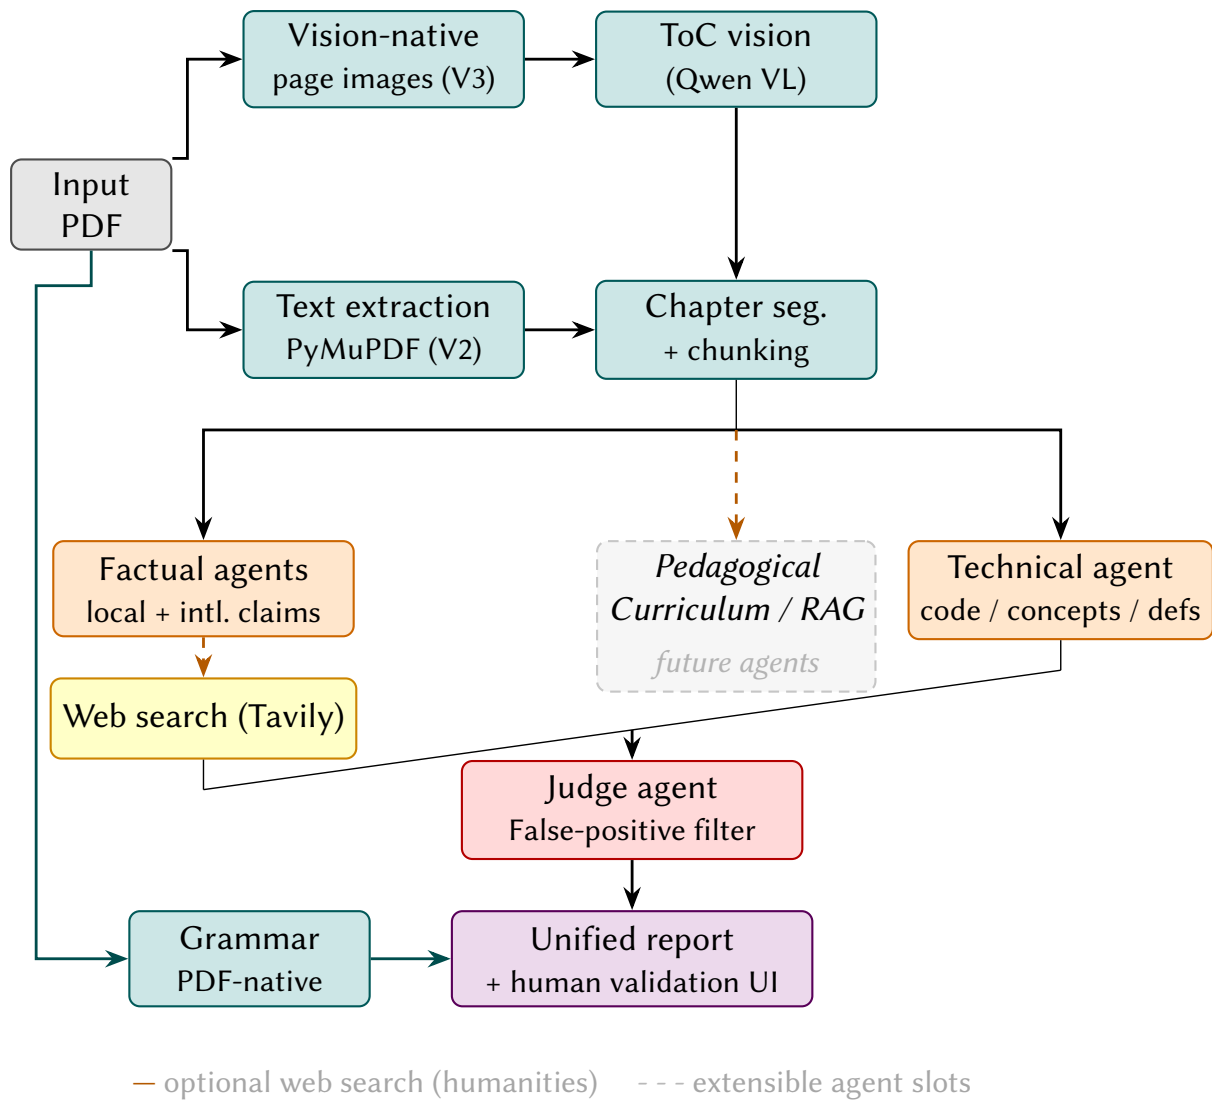 Vision-native
page images (V3)
ToC vision
(Qwen VL)
Input
PDF
Text extraction
PyMuPDF (V2)
Chapter seg.
+ chunking
Factual agents
local + intl. claims
Pedagogical
Curriculum / RAG
future agents
Technical agent
code / concepts / defs
Web search (Tavily)
Judge agent
False-positive filter
Grammar
PDF-native
Unified report
+ human validation UI
— optional web search (humanities)
- - - extensible agent slots